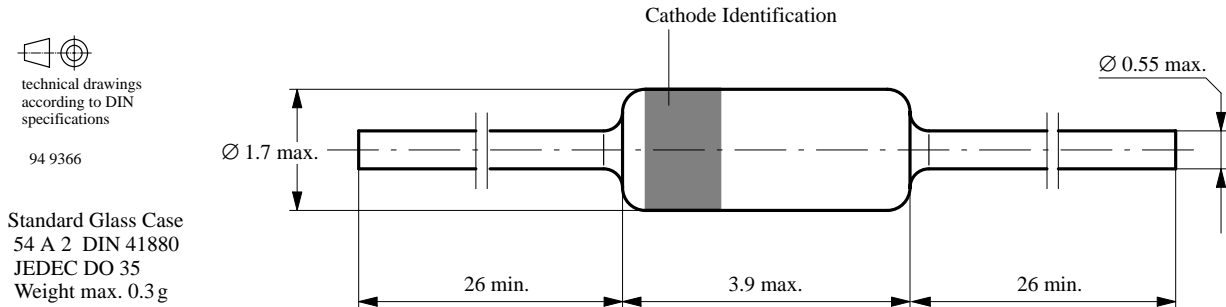 Cathode Identification
technical drawings
according to DIN
specifications
94 9366
Standard Glass Case
54 A 2 DIN 41880
JEDEC DO 35
Weight max. 0.3 g
∅ 1.7 max.
∅ 0.55 max.
26 min.
3.9 max.
26 min.